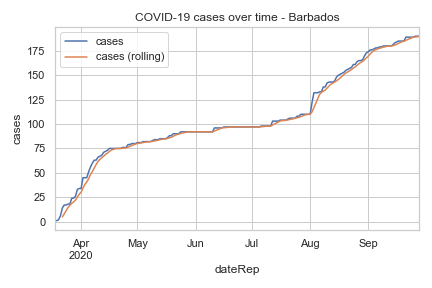 COVID-19 cases over time - Barbados
cases
cases (rolling)
175
150
125
100
75
50
25
0
cases
Apr
2020
May
Jun
Jul
Aug
Sep
dateRep